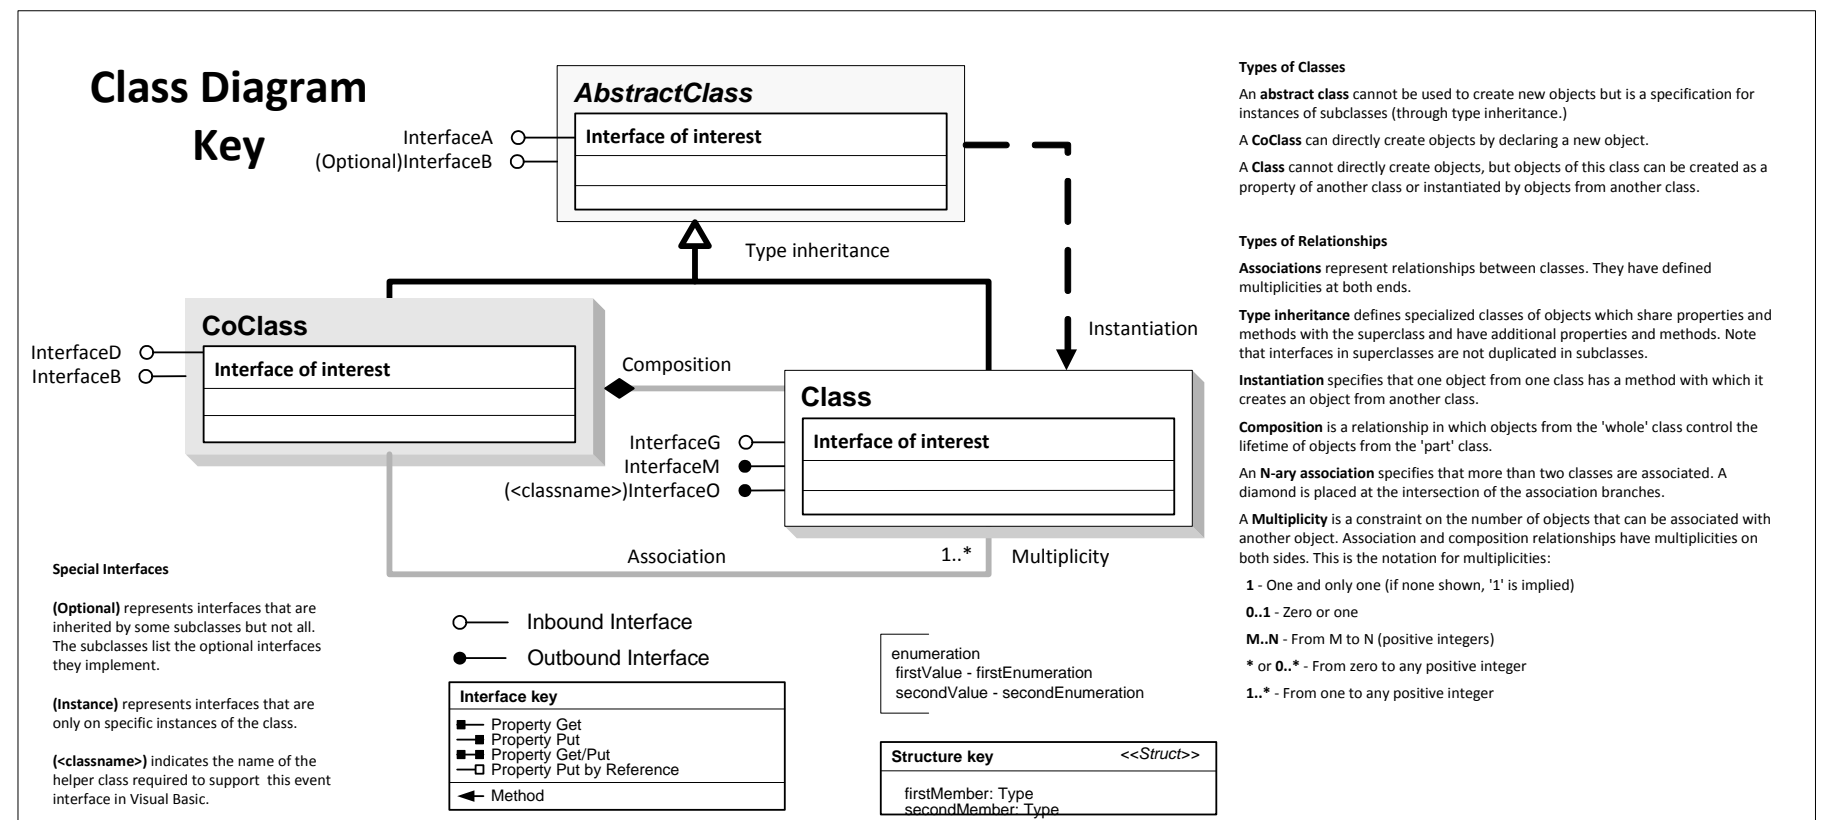 Class Diagram
Key
AbstractClass
Interface of interest
InterfaceA
(Optional)InterfaceB
Type inheritance
CoClass
Interface of interest
InterfaceD
InterfaceB
Composition
Instantiation
Class
Interface of interest
InterfaceG
InterfaceM
(<classname>)InterfaceO
Association
1..*
Multiplicity
Special Interfaces
(Optional) represents interfaces that are
inherited by some subclasses but not all.
The subclasses list the optional interfaces
they implement.
(Instance) represents interfaces that are
only on specific instances of the class.
(<classname>) indicates the name of the
helper class required to support this event
interface in Visual Basic.
Inbound Interface
Outbound Interface
Interface key
Property Get
Property Put
Property Get/Put
Property Put by Reference
Method
enumeration
firstValue - firstEnumeration
secondValue - secondEnumeration
Structure key <<Struct>>
firstMember: Type
secondMember: Type
Types of Classes
An abstract class cannot be used to create new objects but is a specification for
instances of subclasses (through type inheritance.)
A CoClass can directly create objects by declaring a new object.
A Class cannot directly create objects, but objects of this class can be created as a
property of another class or instantiated by objects from another class.
Types of Relationships
Associations represent relationships between classes. They have defined
multiplicities at both ends.
Type inheritance defines specialized classes of objects which share properties and
methods with the superclass and have additional properties and methods. Note
that interfaces in superclasses are not duplicated in subclasses.
Instantiation specifies that one object from one class has a method with which it
creates an object from another class.
Composition is a relationship in which objects from the 'whole' class control the
lifetime of objects from the 'part' class.
An N-ary association specifies that more than two classes are associated. A
diamond is placed at the intersection of the association branches.
A Multiplicity is a constraint on the number of objects that can be associated with
another object. Association and composition relationships have multiplicities on
both sides. This is the notation for multiplicities:
1 - One and only one (if none shown, '1' is implied)
0..1 - Zero or one
M..N - From M to N (positive integers)
* or 0..* - From zero to any positive integer
1..* - From one to any positive integer